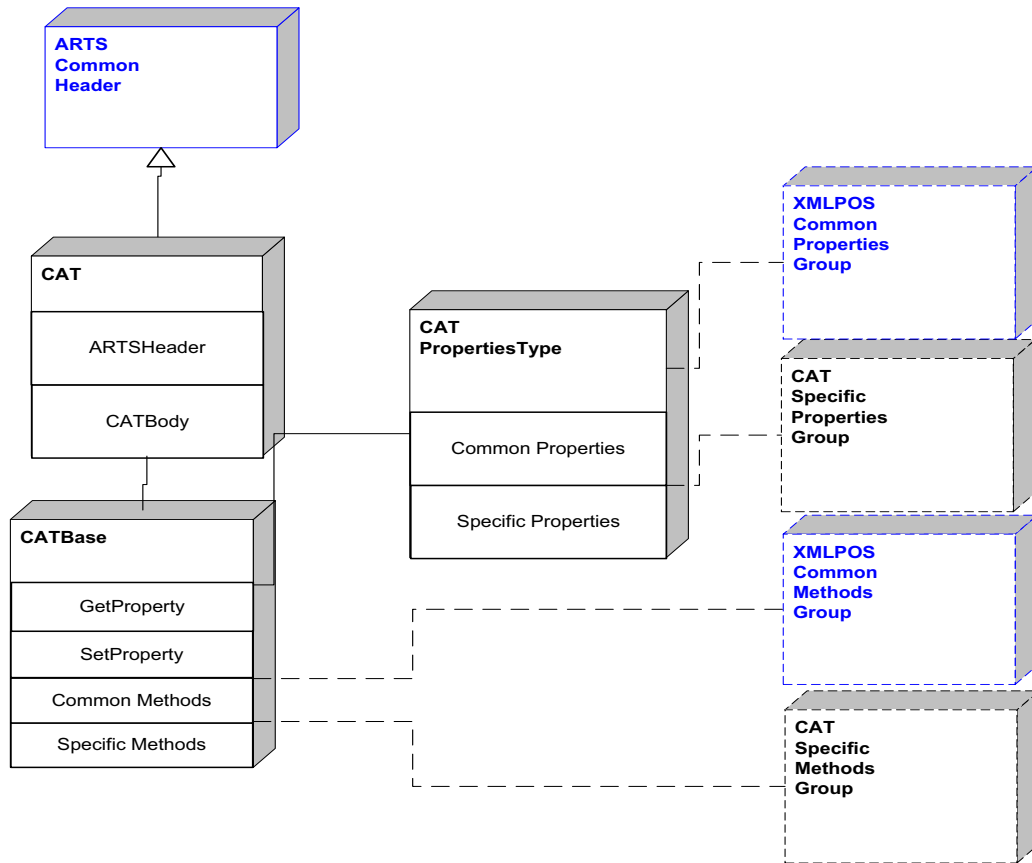 ARTS
Common
Header
CAT
ARTSHeader
CATBody
CATBase
GetProperty
SetProperty
Common Methods
Specific Methods
CAT
PropertiesType
Common Properties
Specific Properties
XMLPOS
Common
Properties
Group
CAT
Specific
Properties
Group
XMLPOS
Common
Methods
Group
CAT
Specific
Methods
Group